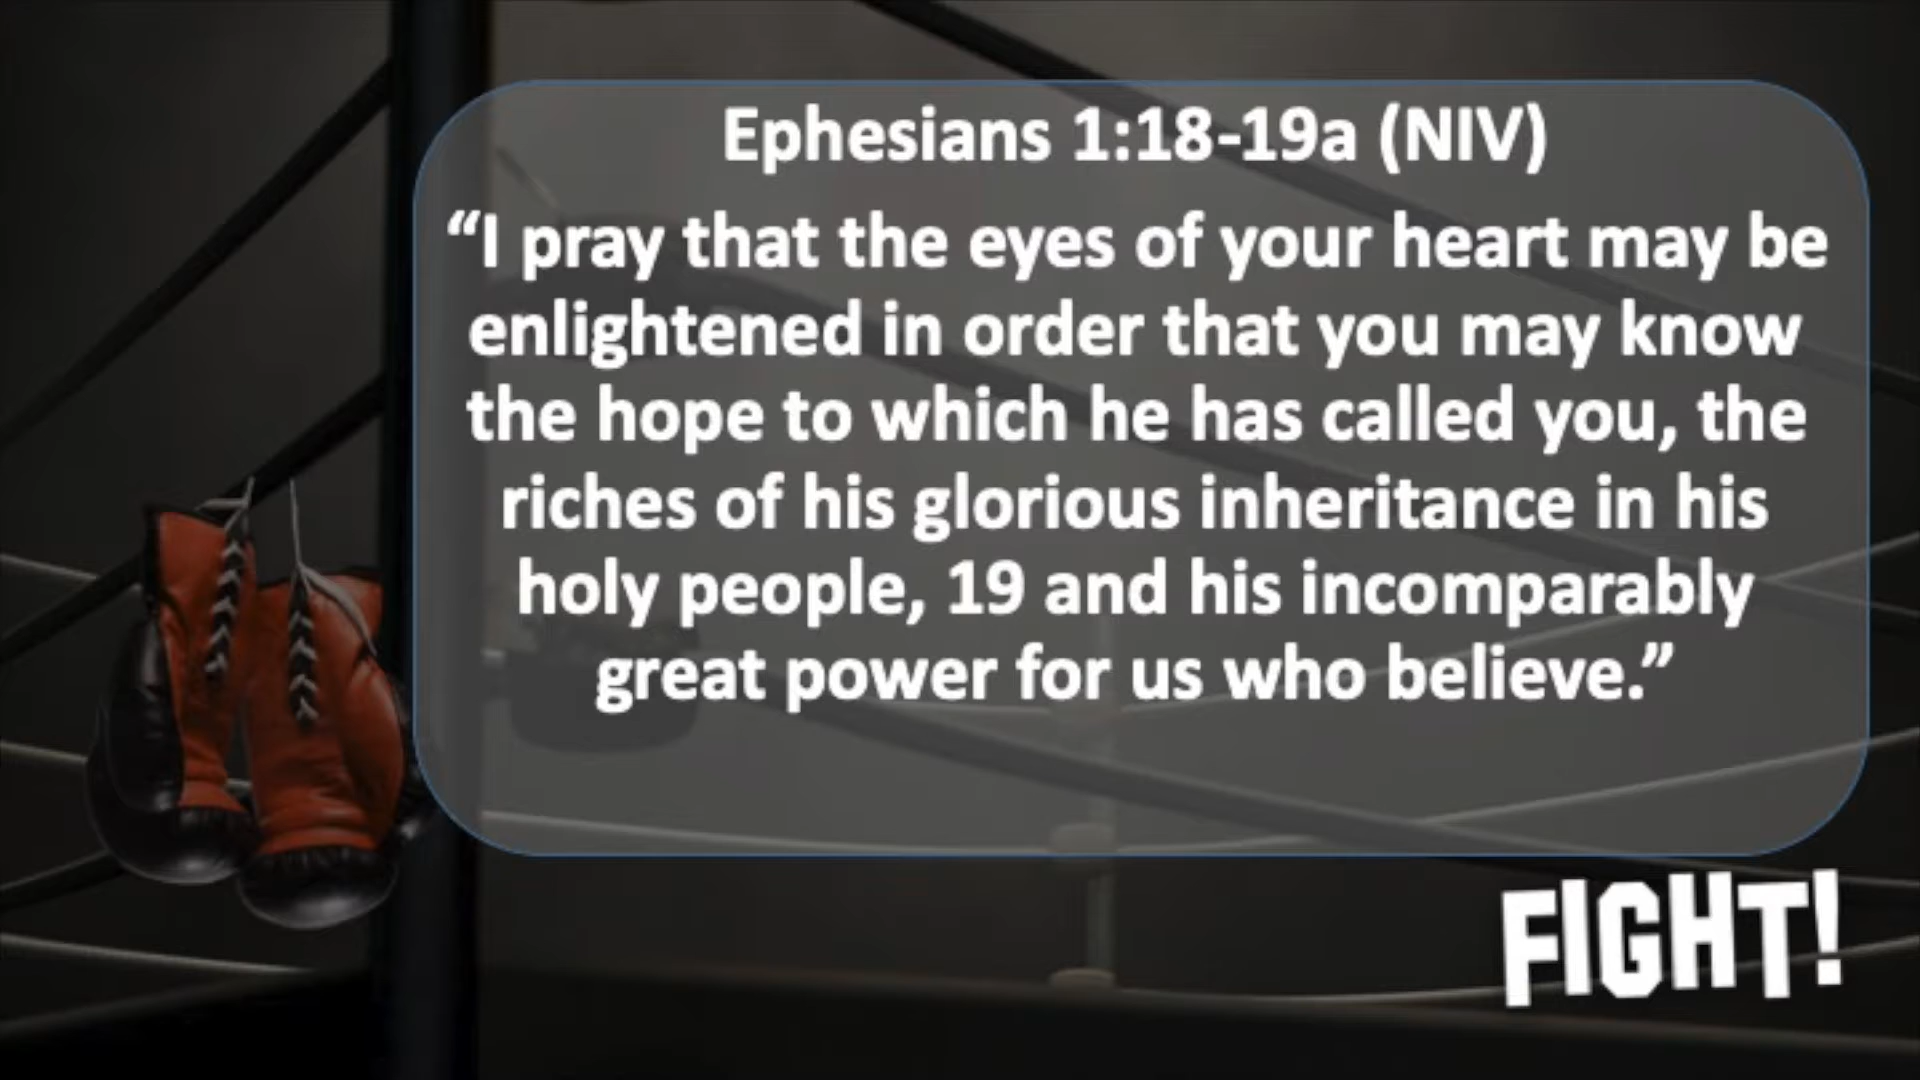 Ephesians 1:18-19a (NIV)
“I pray that the eyes of your heart may be
enlightened in order that you may know
the hope to which he has called you, the
riches of his glorious inheritance in his
holy people, 19 and his incomparably
great power for us who believe.”
FIGHT!